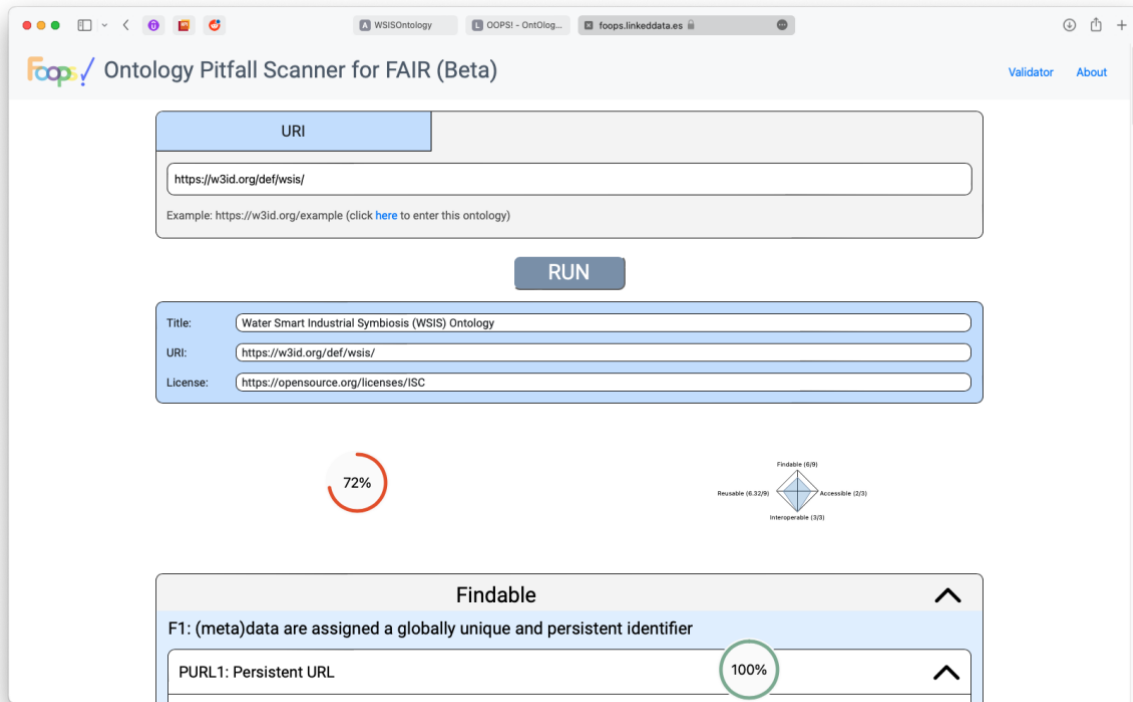 A WSISOntology
L OOPS! - OntOlog...
foops.linkeddata.es
Foops! Ontology Pitfall Scanner for FAIR (Beta)
Validator About
URI
https://w3id.org/def/wsis/
Example: https://w3id.org/example (click here to enter this ontology)
RUN
Title: Water Smart Industrial Symbiosis (WSIS) Ontology
URI: https://w3id.org/def/wsis/
License: https://opensource.org/licenses/ISC
72%
Findable (6/9)
Reusable (6.32/9) Accessible (2/3)
Interoperable (3/3)
Findable
F1: (meta)data are assigned a globally unique and persistent identifier
PURL1: Persistent URL 100%